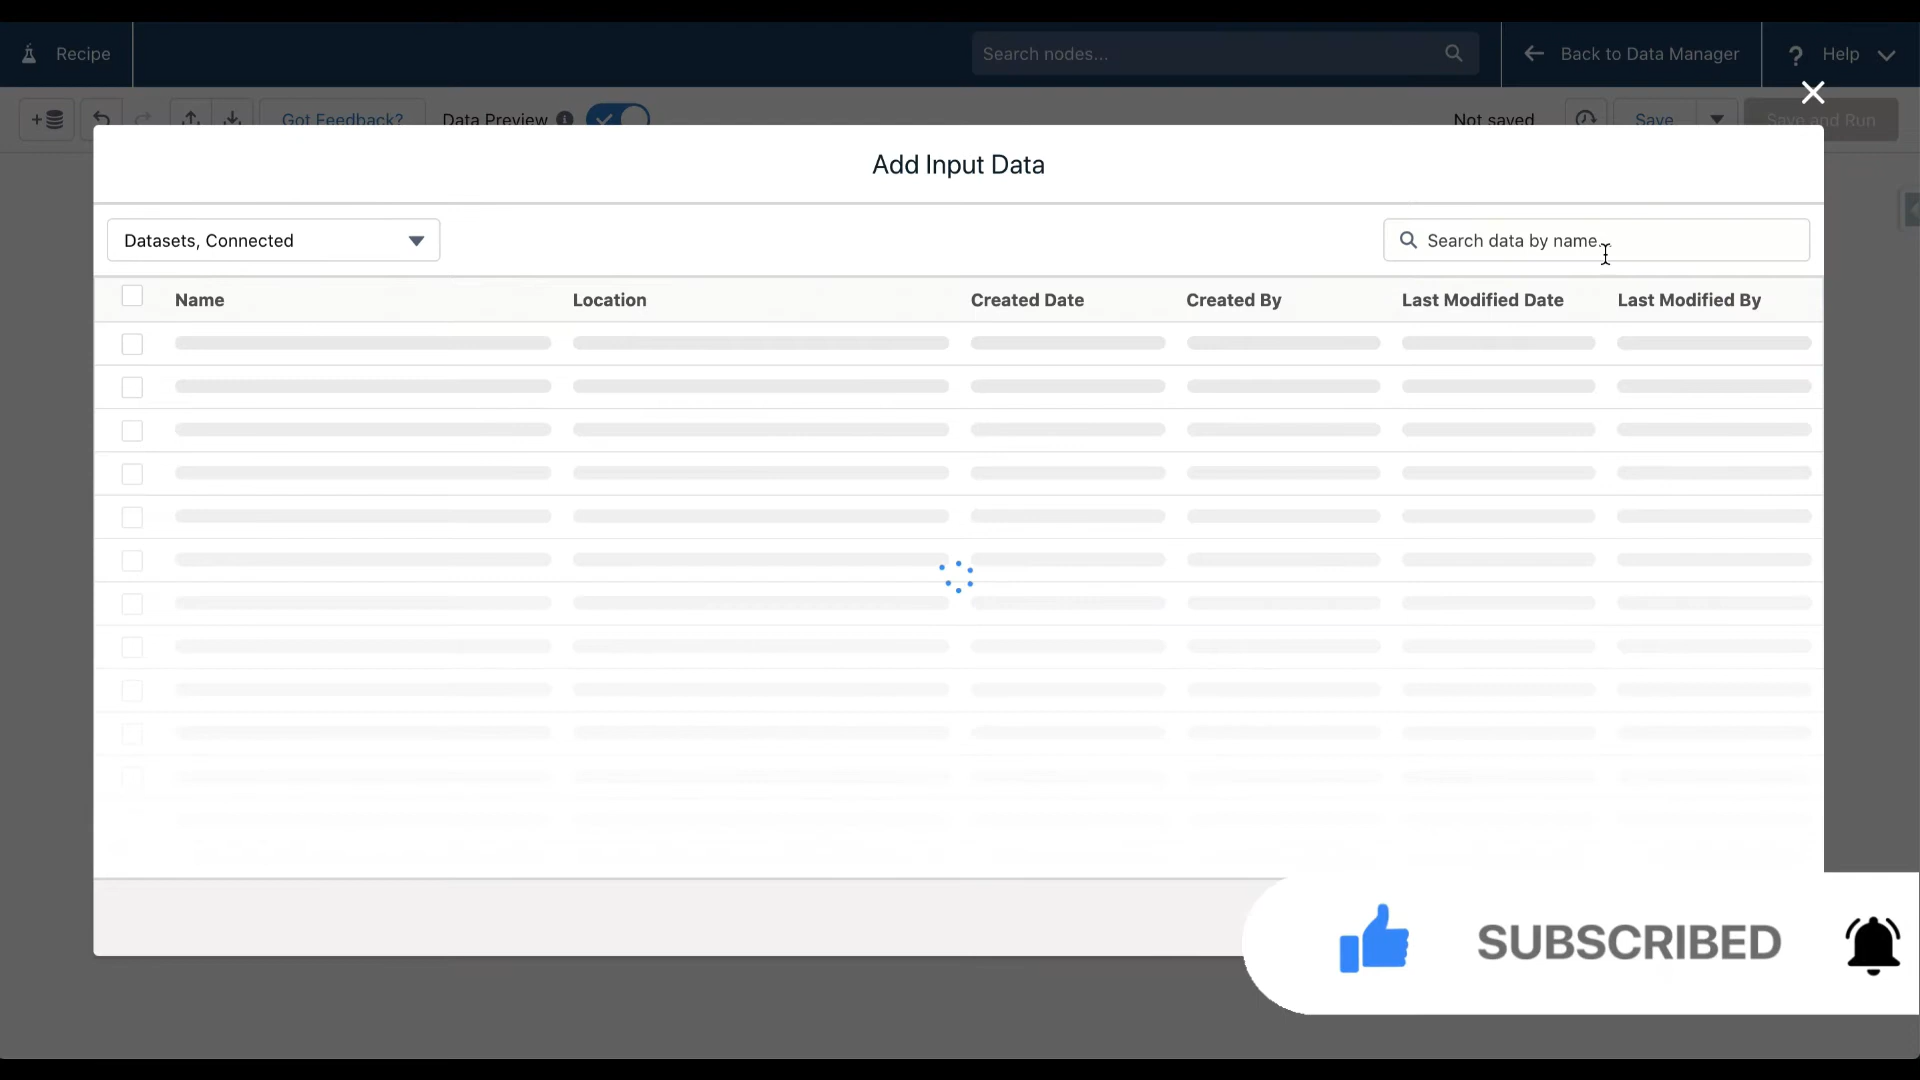 Recipe
Search nodes...
Back to Data Manager
? Help
Got Feedback?
Data Preview
Not saved
Save
Save and Run
Add Input Data
Datasets, Connected
Search data by name...
Name Location Created Date Created By Last Modified Date Last Modified By
SUBSCRIBED